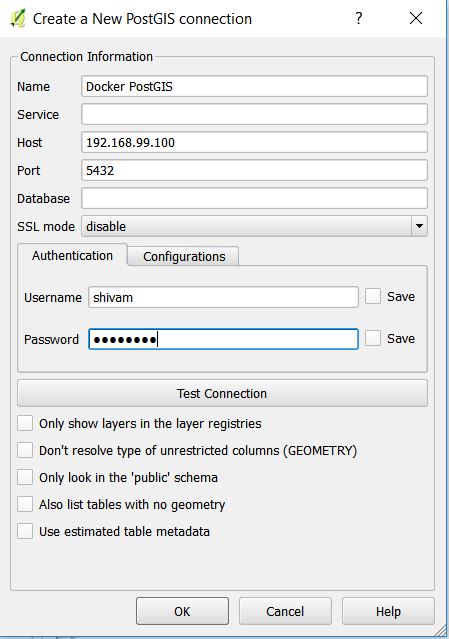 Create a New PostGIS connection
Connection Information
Name Docker PostGIS
Service
Host 192.168.99.100
Port 5432
Database
SSL mode disable
Authentication Configurations
Username shivam Save
Password ●●●●●●●● Save
Test Connection
Only show layers in the layer registries
Don't resolve type of unrestricted columns (GEOMETRY)
Only look in the 'public' schema
Also list tables with no geometry
Use estimated table metadata
OK Cancel Help